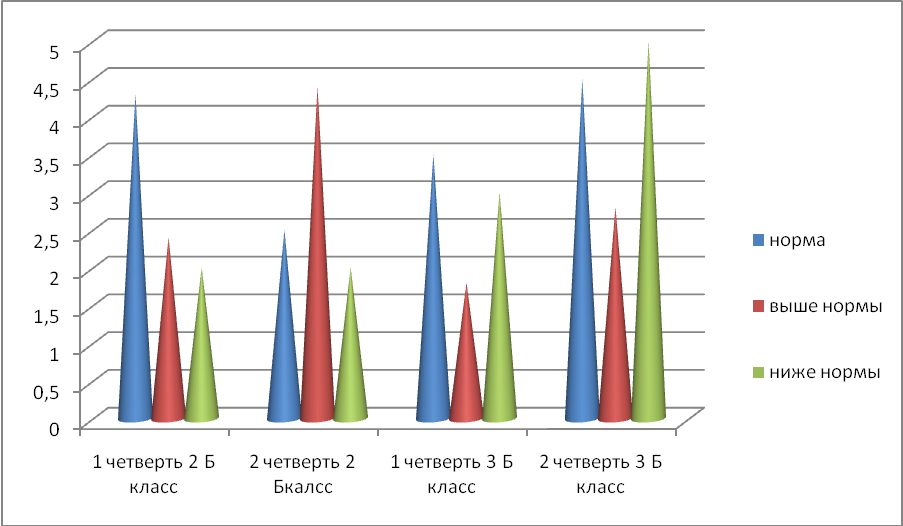 5
4,5
4
3,5
3
2,5
2
1,5
1
0,5
0
1 четверть 2 Б
класс
2 четверть 2
Бкалсс
1 четверть 3 Б
класс
2 четверть 3 Б
класс
норма
выше нормы
ниже нормы